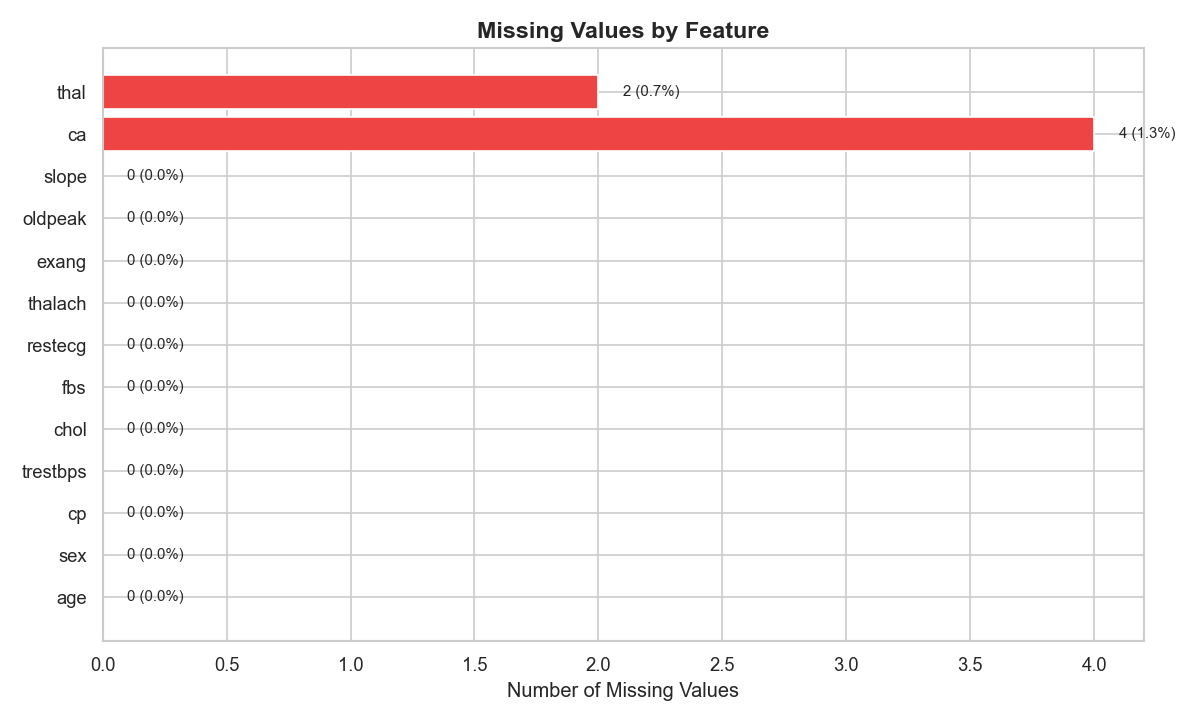 Missing Values by Feature
thal 2 (0.7%)
ca 4 (1.3%)
slope 0 (0.0%)
oldpeak 0 (0.0%)
exang 0 (0.0%)
thalach 0 (0.0%)
restecg 0 (0.0%)
fbs 0 (0.0%)
chol 0 (0.0%)
trestbps 0 (0.0%)
cp 0 (0.0%)
sex 0 (0.0%)
age 0 (0.0%)
0.0 0.5 1.0 1.5 2.0 2.5 3.0 3.5 4.0
Number of Missing Values